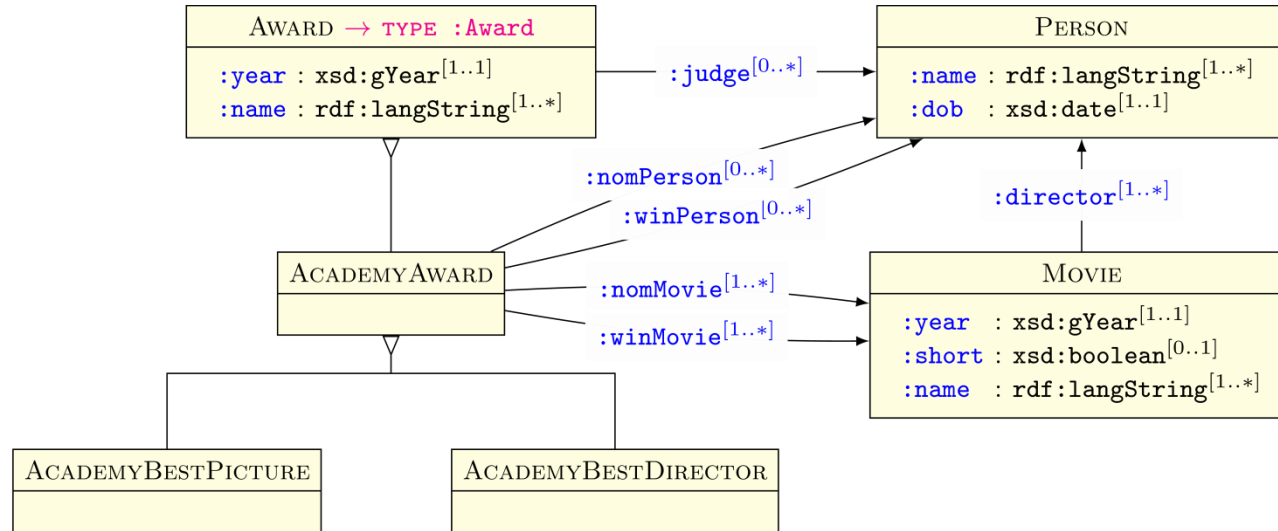 AWARD → TYPE :Award
:year : xsd:gYear[1..1]
:name : rdf:langString[1..*]
:judge[0..*]
PERSON
:name : rdf:langString[1..*]
:dob : xsd:date[1..1]
:nomPerson[0..*]
:winPerson[0..*]
:director[1..*]
ACADEMYAWARD
:nomMovie[1..*]
:winMovie[1..*]
MOVIE
:year : xsd:gYear[1..1]
:short : xsd:boolean[0..1]
:name : rdf:langString[1..*]
ACADEMYBESTPICTURE
ACADEMYBESTDIRECTOR